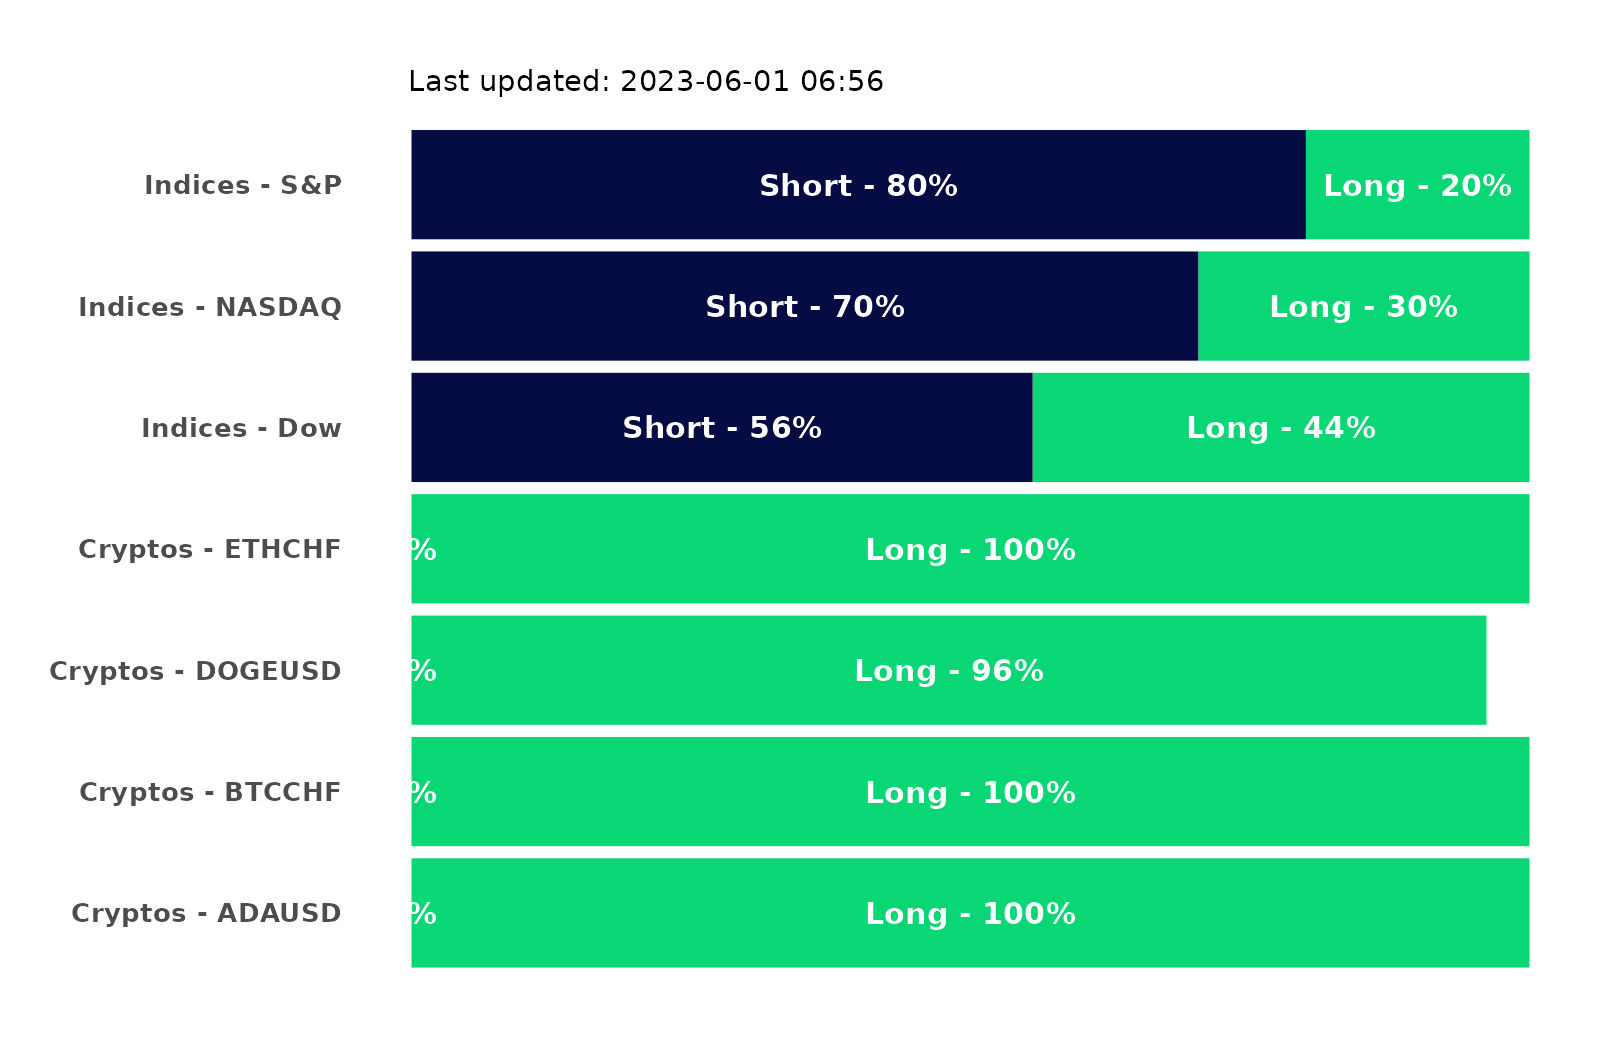 Last updated: 2023-06-01 06:56
Indices - S&P Short - 80% Long - 20%
Indices - NASDAQ Short - 70% Long - 30%
Indices - Dow Short - 56% Long - 44%
Cryptos - ETHCHF % Long - 100%
Cryptos - DOGEUSD % Long - 96%
Cryptos - BTCCHF % Long - 100%
Cryptos - ADAUSD % Long - 100%